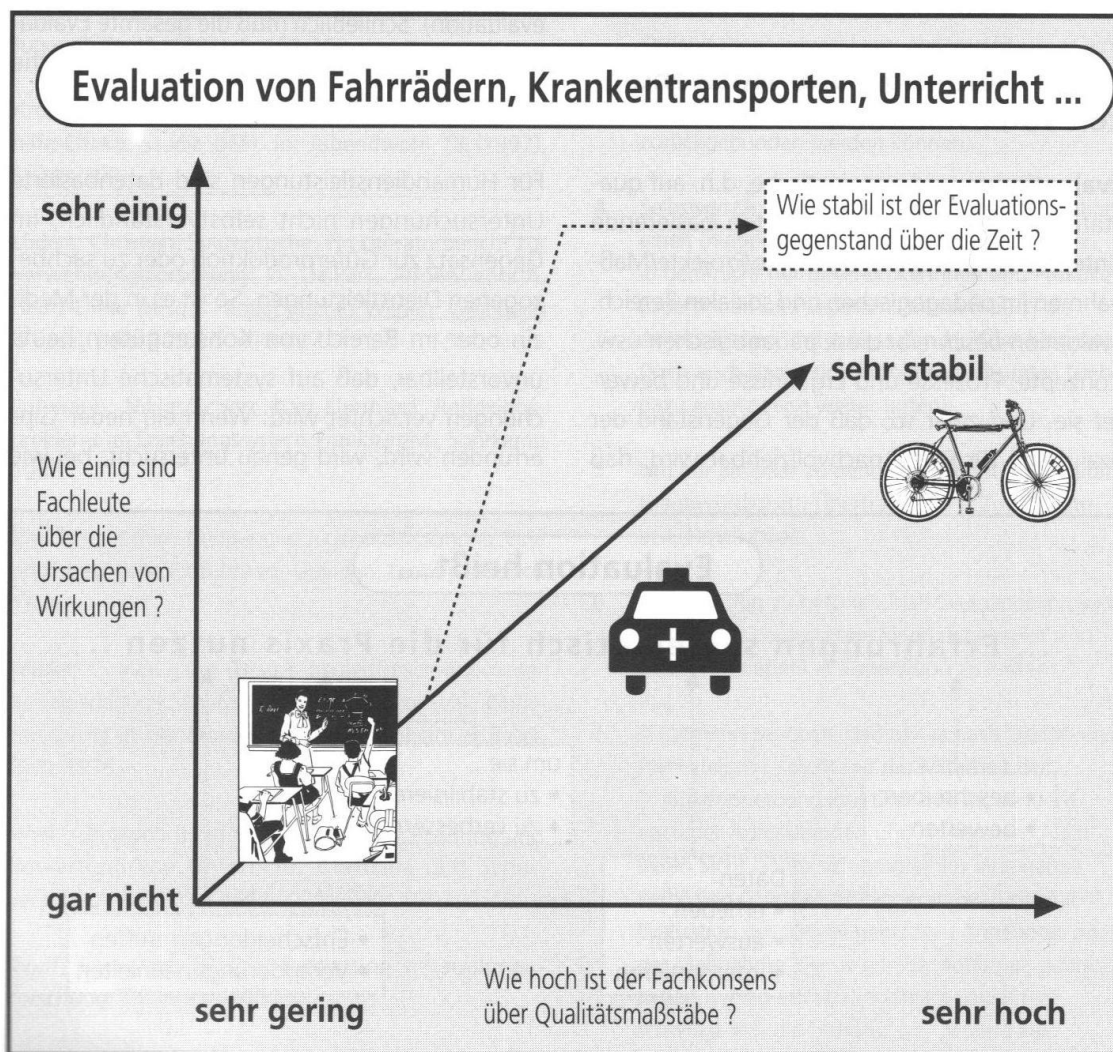 Evaluation von Fahrrädern, Krankentransporten, Unterricht ...
sehr einig
Wie stabil ist der Evaluations-
gegenstand über die Zeit ?
sehr stabil
Wie einig sind
Fachleute
über die
Ursachen von
Wirkungen ?
gar nicht
sehr gering
Wie hoch ist der Fachkonsens
über Qualitätsmaßstäbe ?
sehr hoch